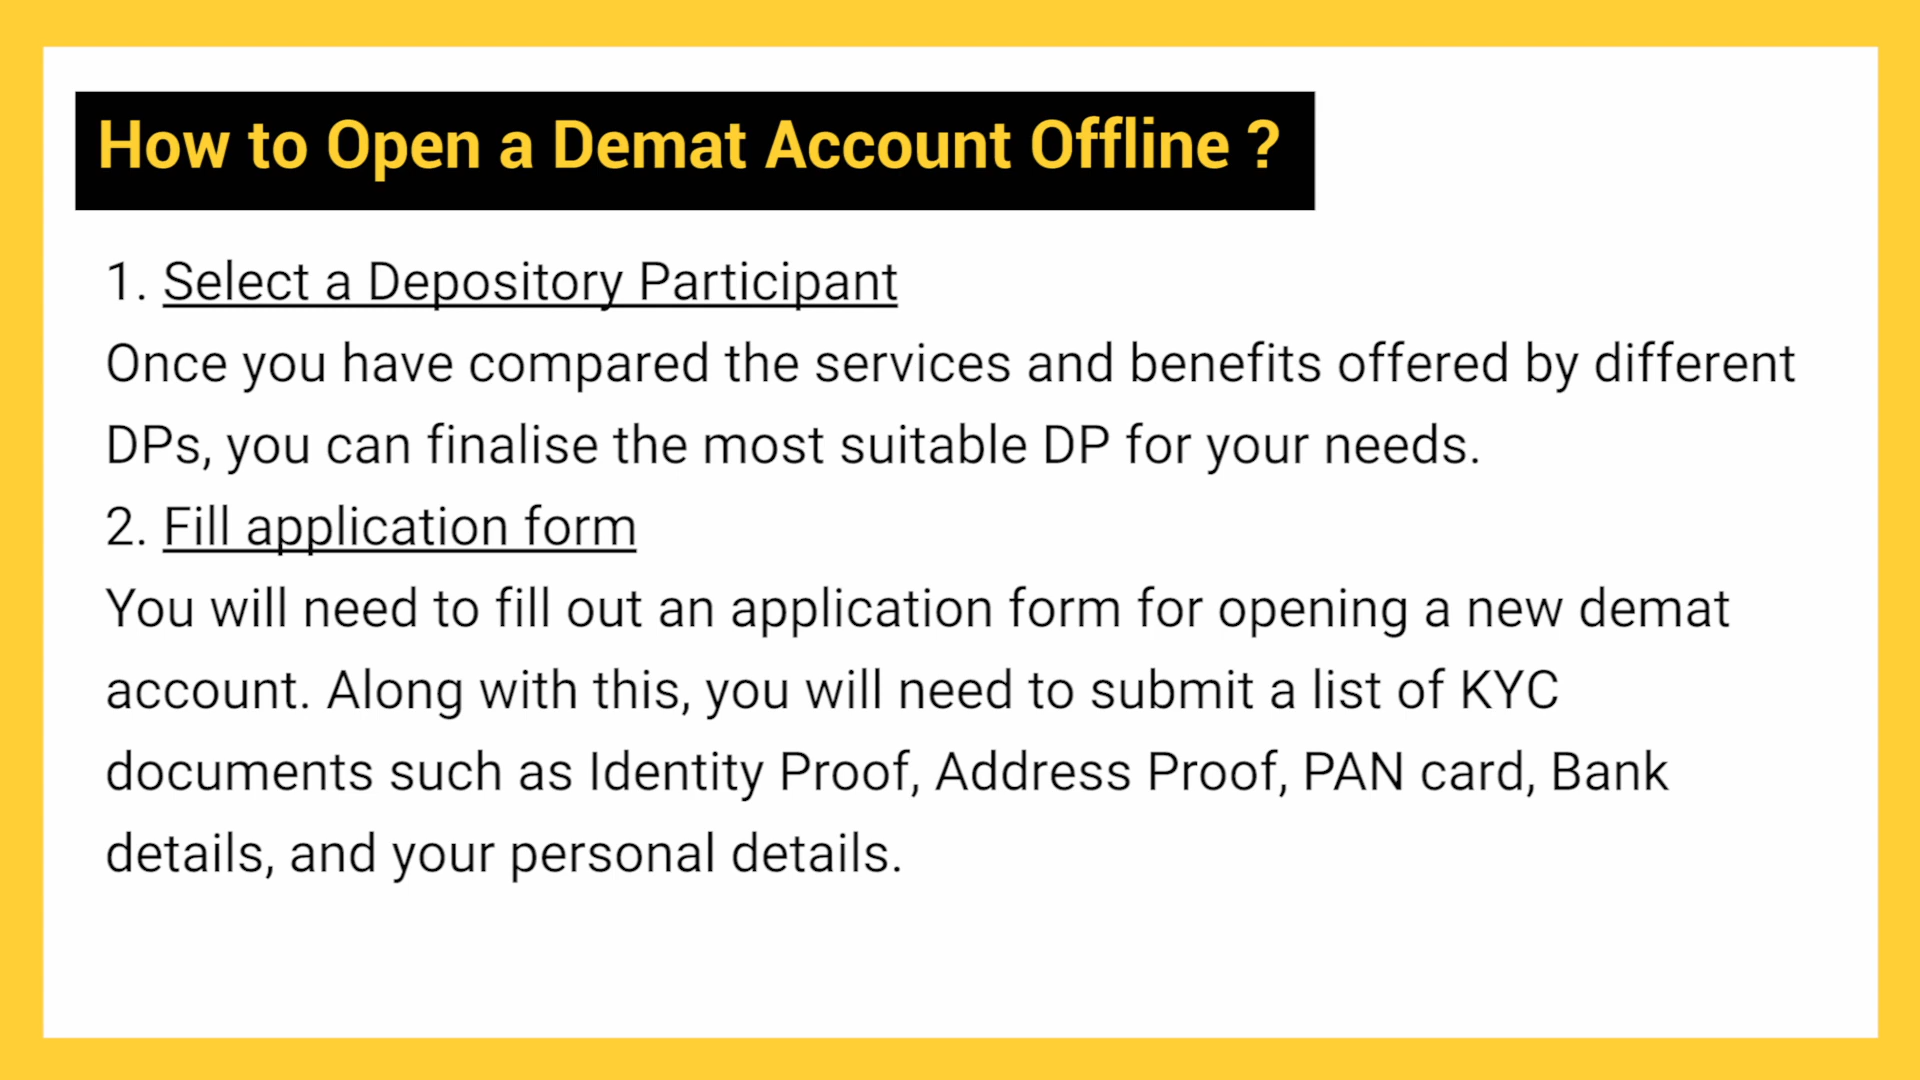 How to Open a Demat Account Offline ?
1. Select a Depository Participant
Once you have compared the services and benefits offered by different
DPs, you can finalise the most suitable DP for your needs.
2. Fill application form
You will need to fill out an application form for opening a new demat
account. Along with this, you will need to submit a list of KYC
documents such as Identity Proof, Address Proof, PAN card, Bank
details, and your personal details.